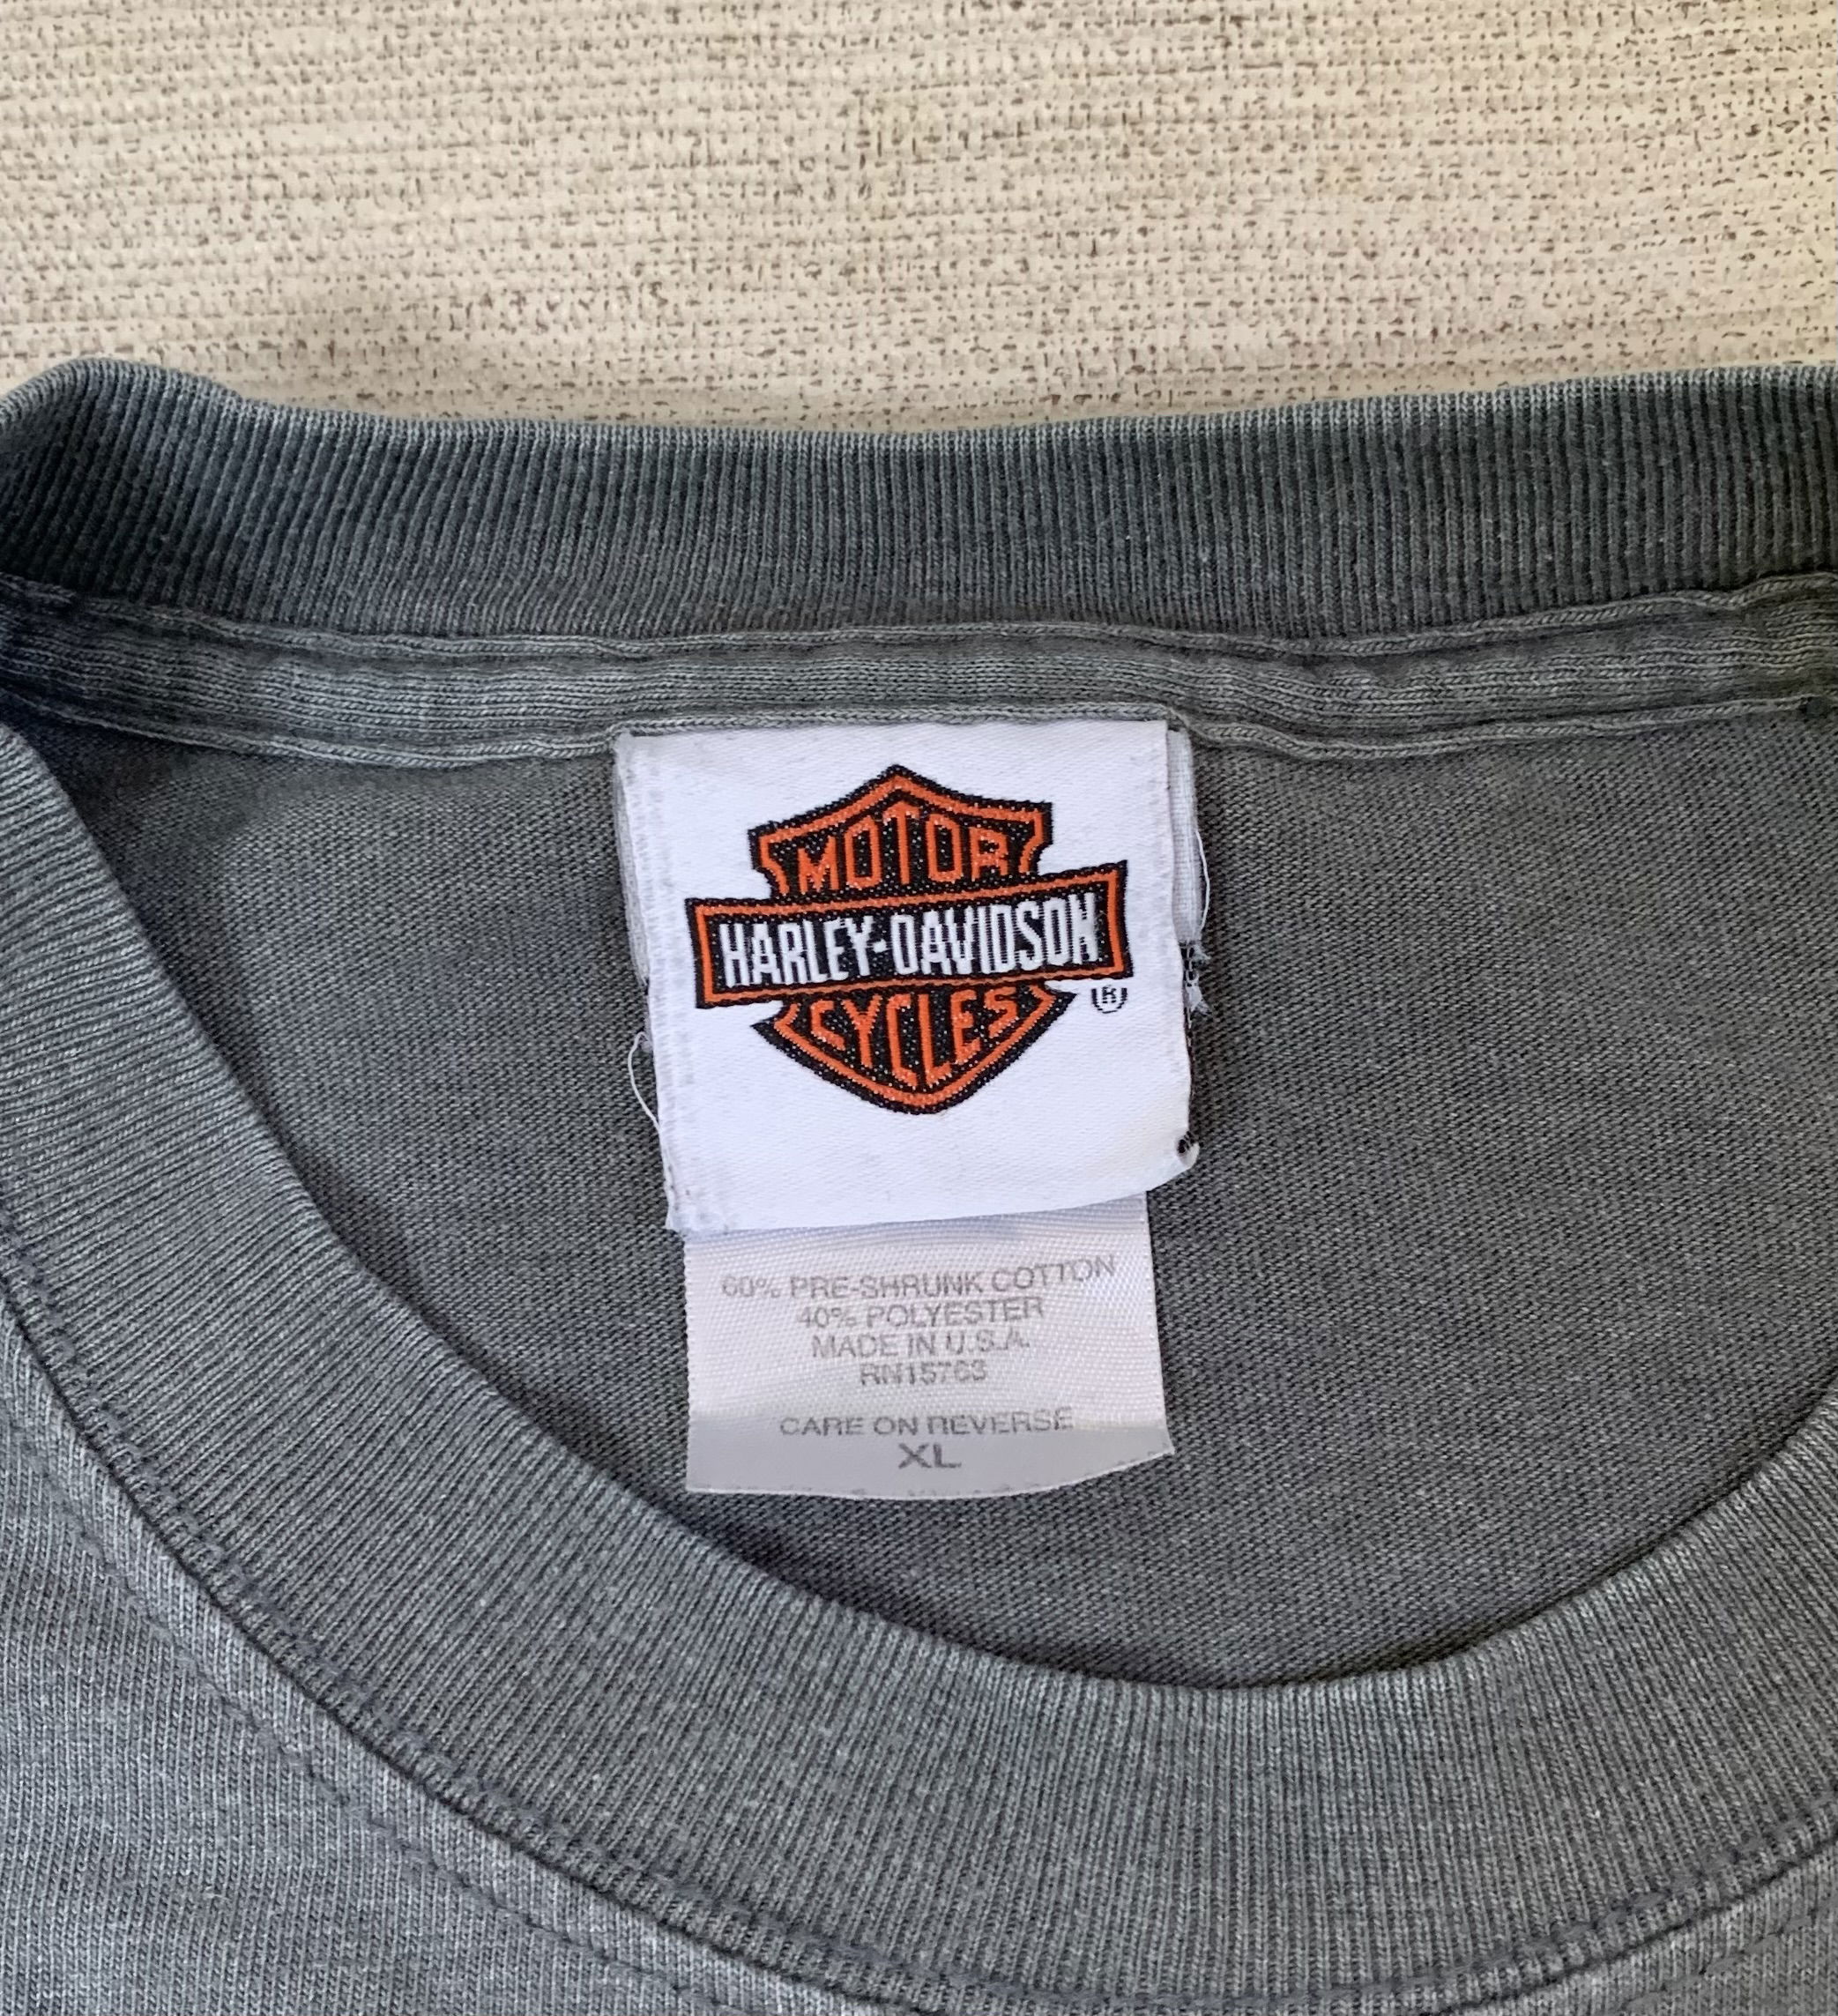 MOTOR
HARLEY-DAVIDSON
CYCLES
®
60% PRE-SHRUNK COTTON
40% POLYESTER
MADE IN U.S.A.
RN15763
CARE ON REVERSE
XL